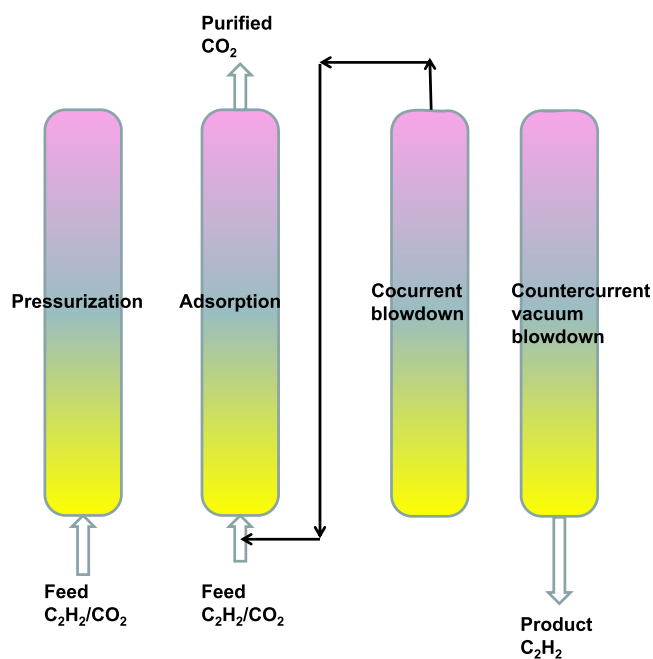 Purified
CO₂
Pressurization
Adsorption
Cocurrent
blowdown
Countercurrent
vacuum
blowdown
Feed
C₂H₂/CO₂
Feed
C₂H₂/CO₂
Product
C₂H₂